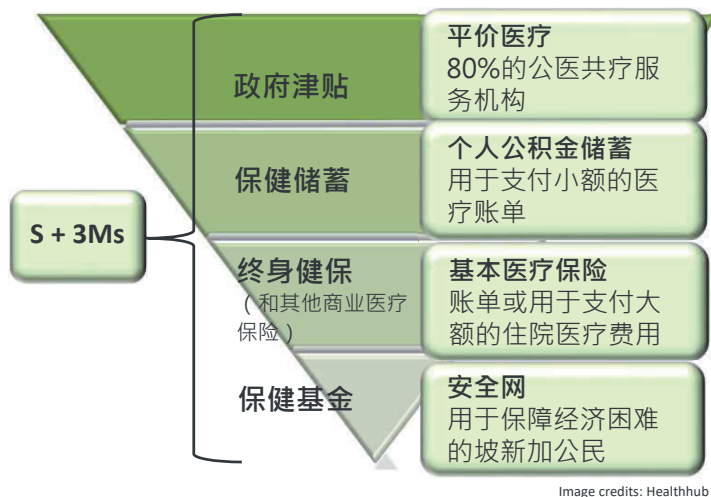 政府津贴
平价医疗
80%的公医共疗服
务机构
保健储蓄
个人公积金储蓄
用于支付小额的医
疗账单
S + 3Ms
终身健保
（和其他商业医疗
保险）
基本医疗保险
账单或用于支付大
额的住院医疗费用
保健基金
安全网
用于保障经济困难
的坡新加公民
Image credits: Healthhub